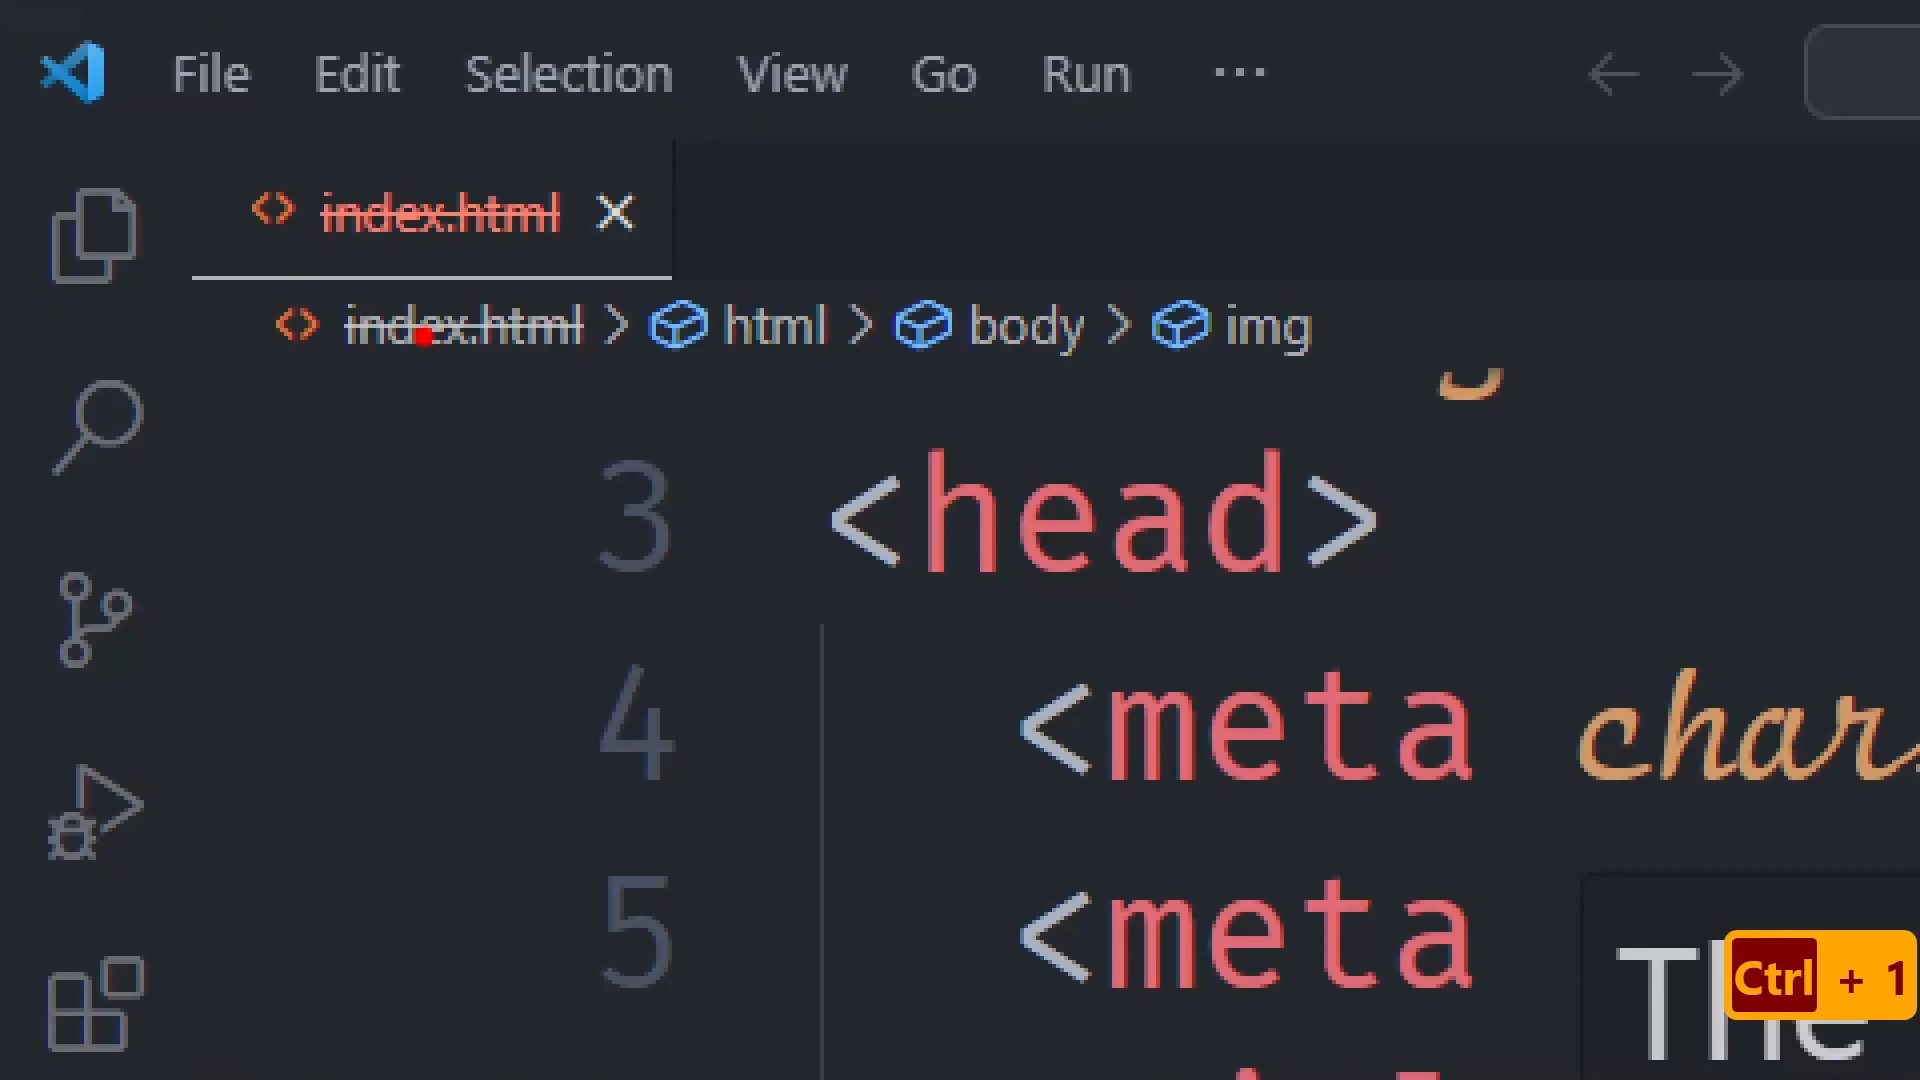 File Edit Selection View Go Run ...
index.html
index.html > html > body > img
3 <head>
4 <meta char
5 <meta
The
Ctrl + 1